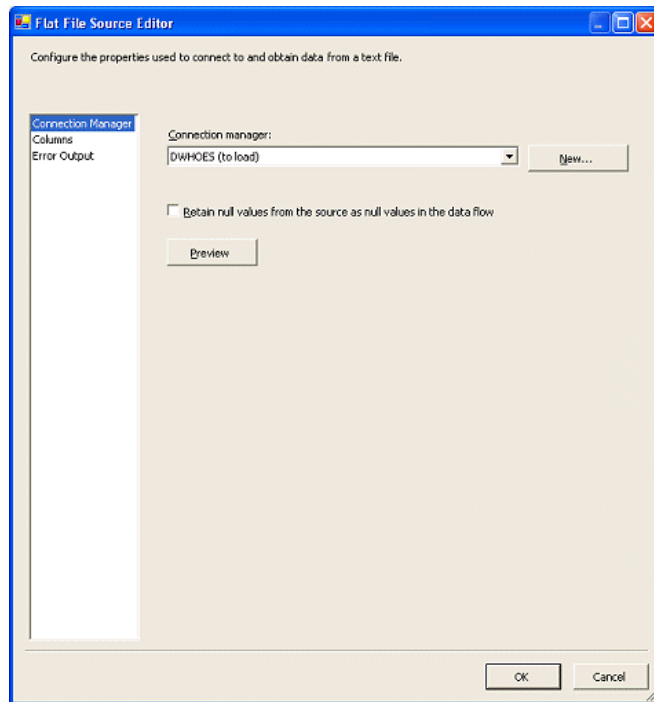 Flat File Source Editor
Configure the properties used to connect to and obtain data from a text file.
Connection Manager
Columns
Error Output
Connection manager:
DWHOES (to load)
New...
Retain null values from the source as null values in the data flow
Preview
OK
Cancel